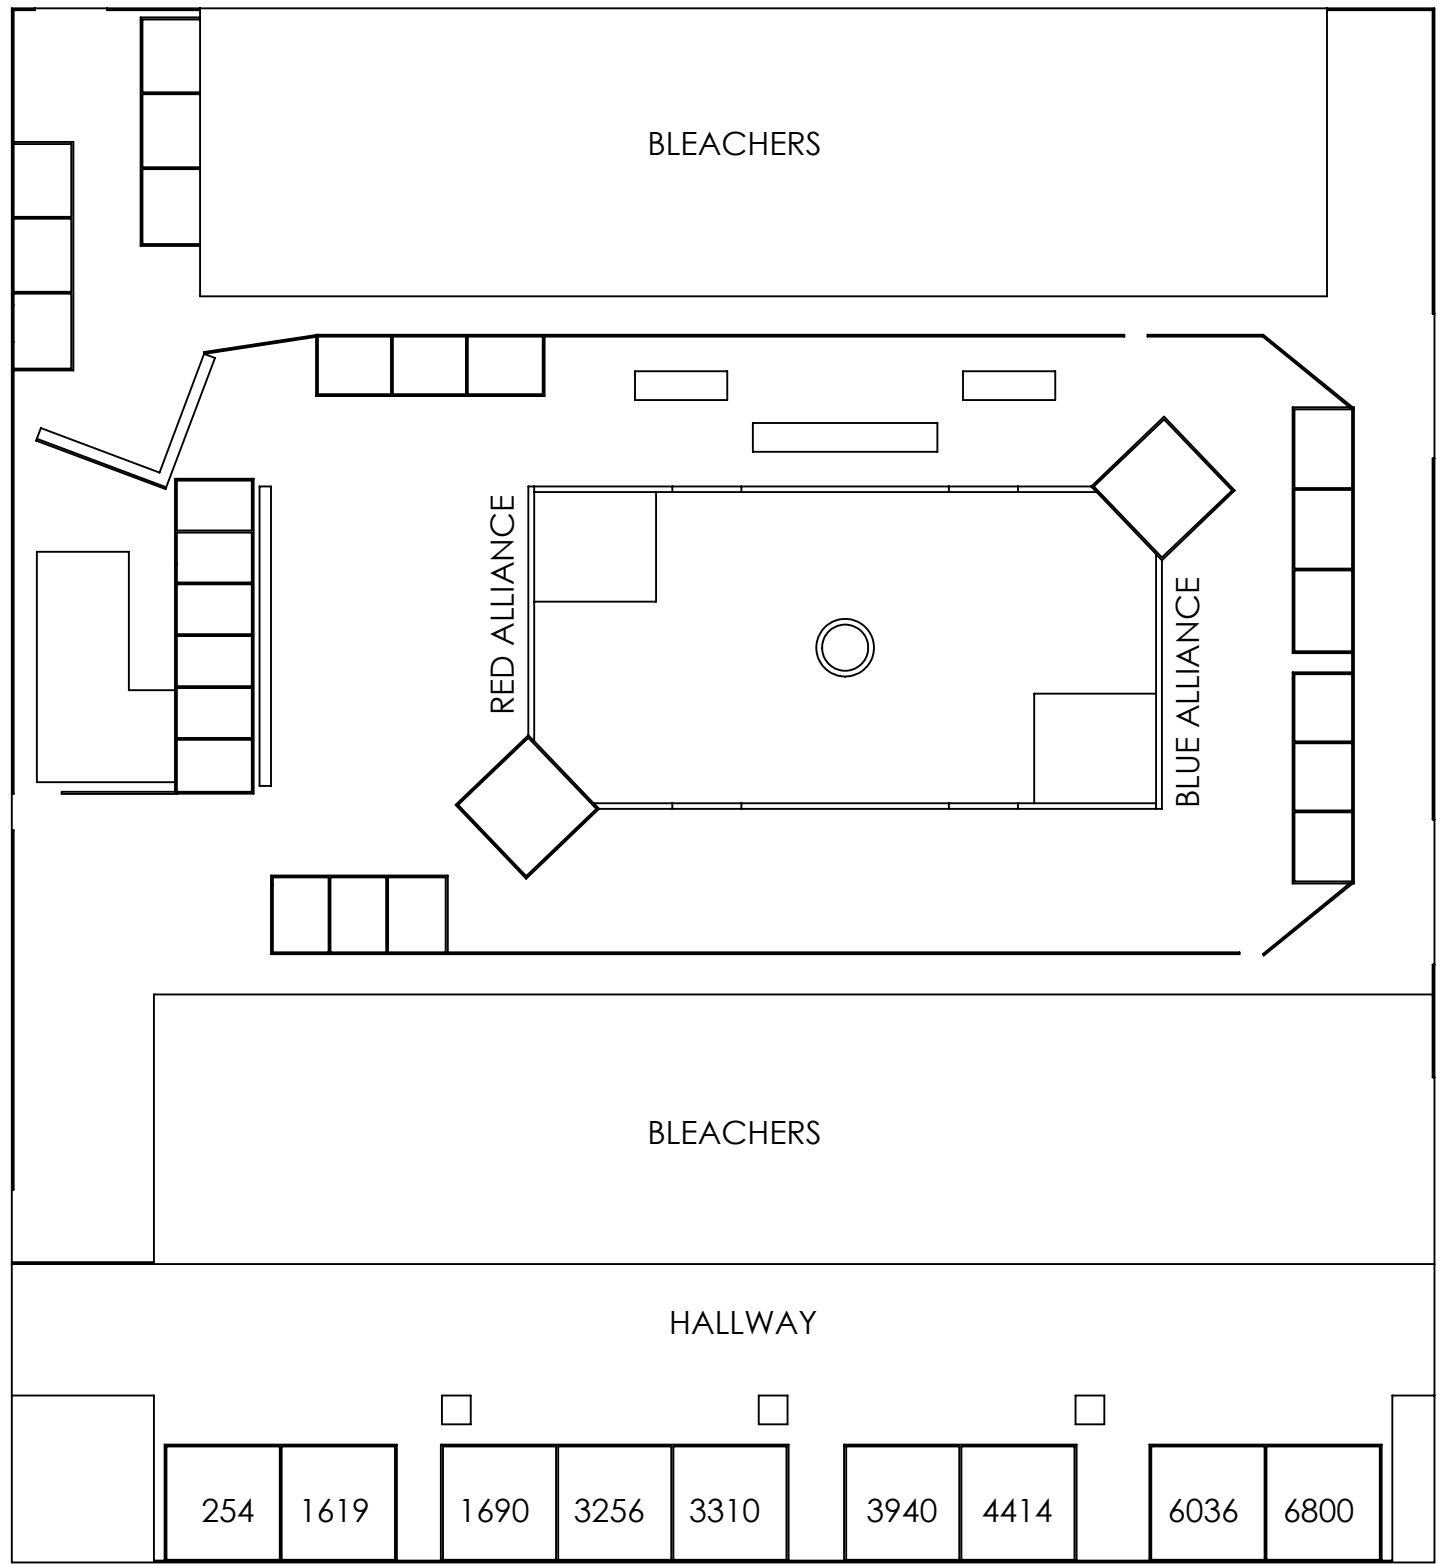 BLEACHERS
RED ALLIANCE
BLUE ALLIANCE
BLEACHERS
HALLWAY
254 1619 1690 3256 3310 3940 4414 6036 6800